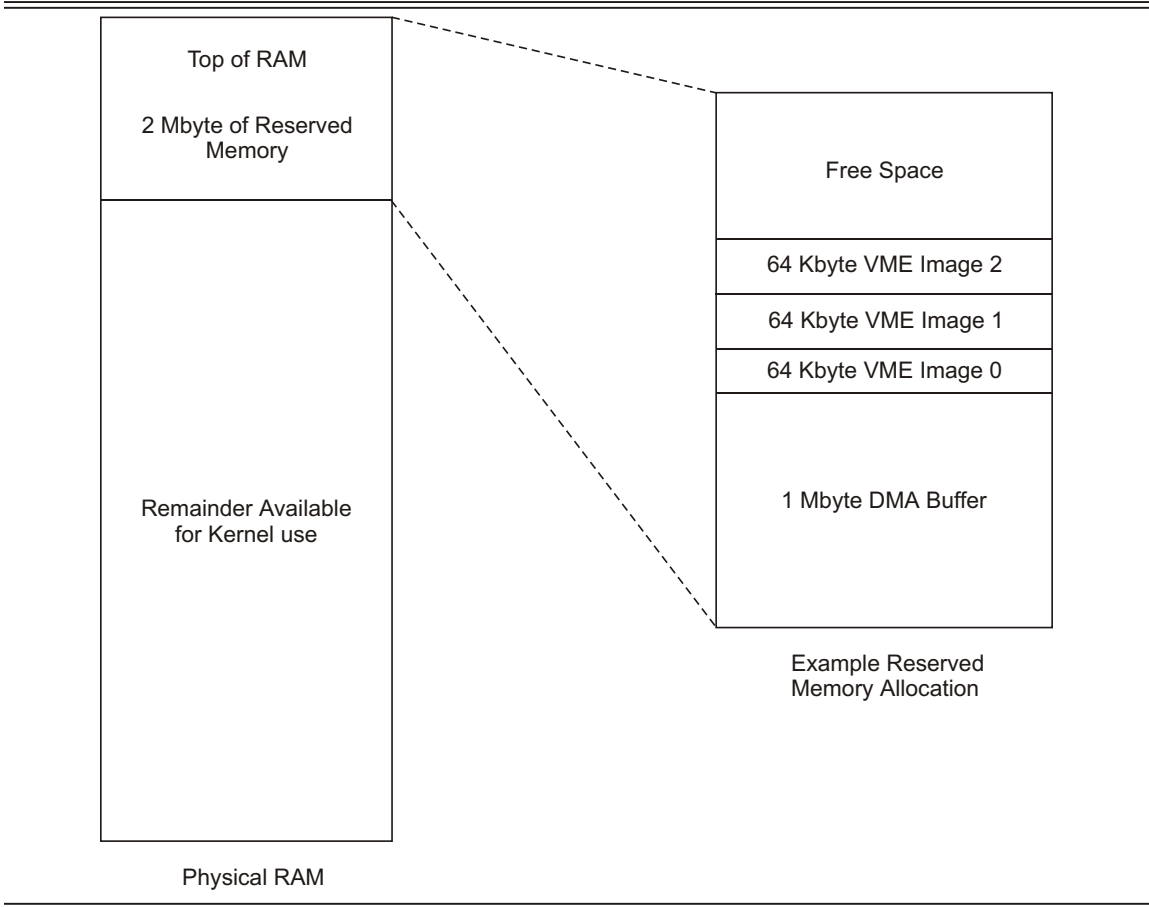 Top of RAM
2 Mbyte of Reserved
Memory
Remainder Available
for Kernel use
Physical RAM
Free Space
64 Kbyte VME Image 2
64 Kbyte VME Image 1
64 Kbyte VME Image 0
1 Mbyte DMA Buffer
Example Reserved
Memory Allocation